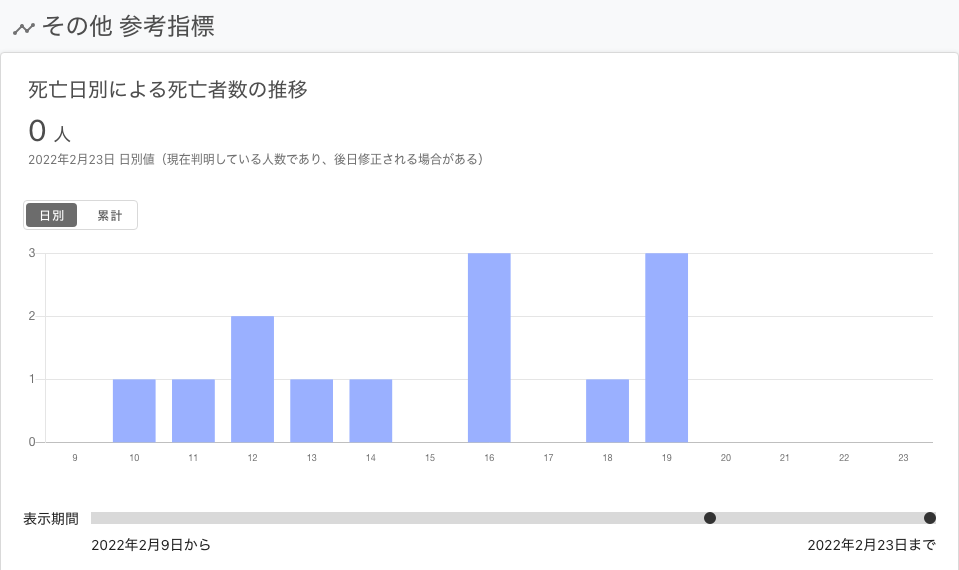 その他 参考指標
死亡日別による死亡者数の推移
0 人
2022年2月23日 日別値（現在判明している人数であり、後日修正される場合がある）
日別 累計
3
2
1
0
9 10 11 12 13 14 15 16 17 18 19 20 21 22 23
表示期間
2022年2月9日から 2022年2月23日まで